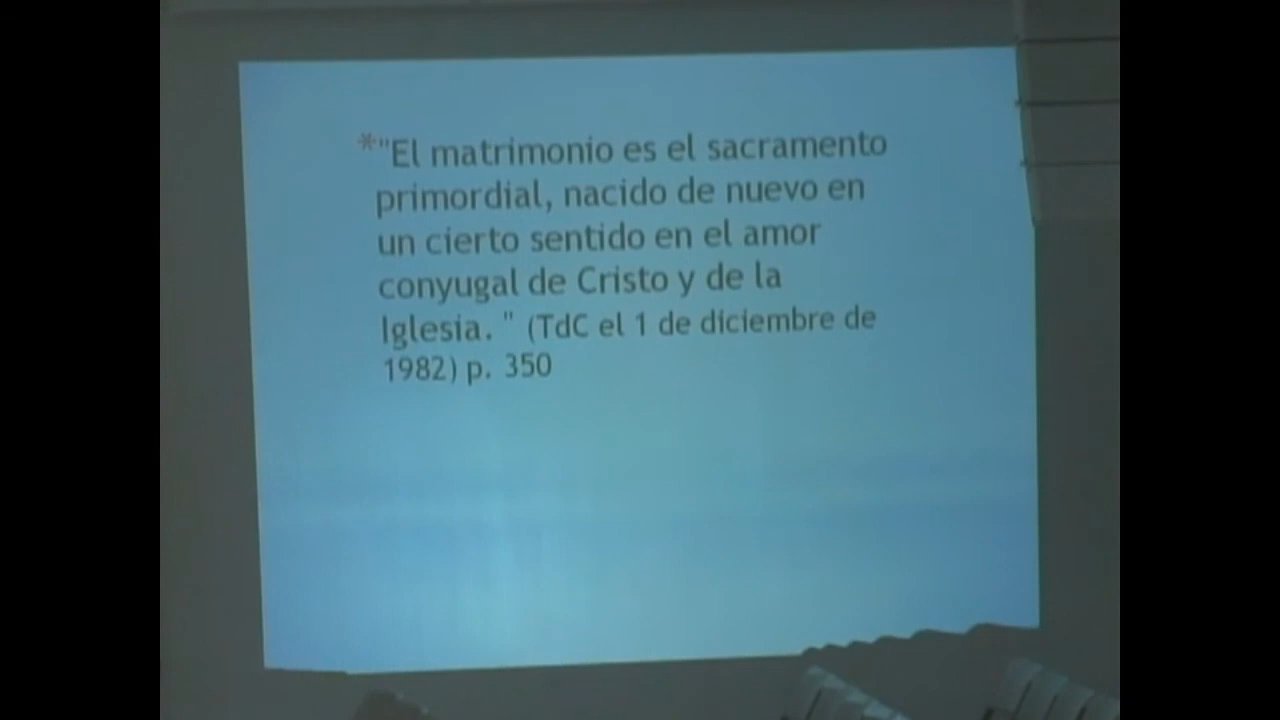 *"El matrimonio es el sacramento
primordial, nacido de nuevo en
un cierto sentido en el amor
conyugal de Cristo y de la
Iglesia. " (TdC el 1 de diciembre de
1982) p. 350